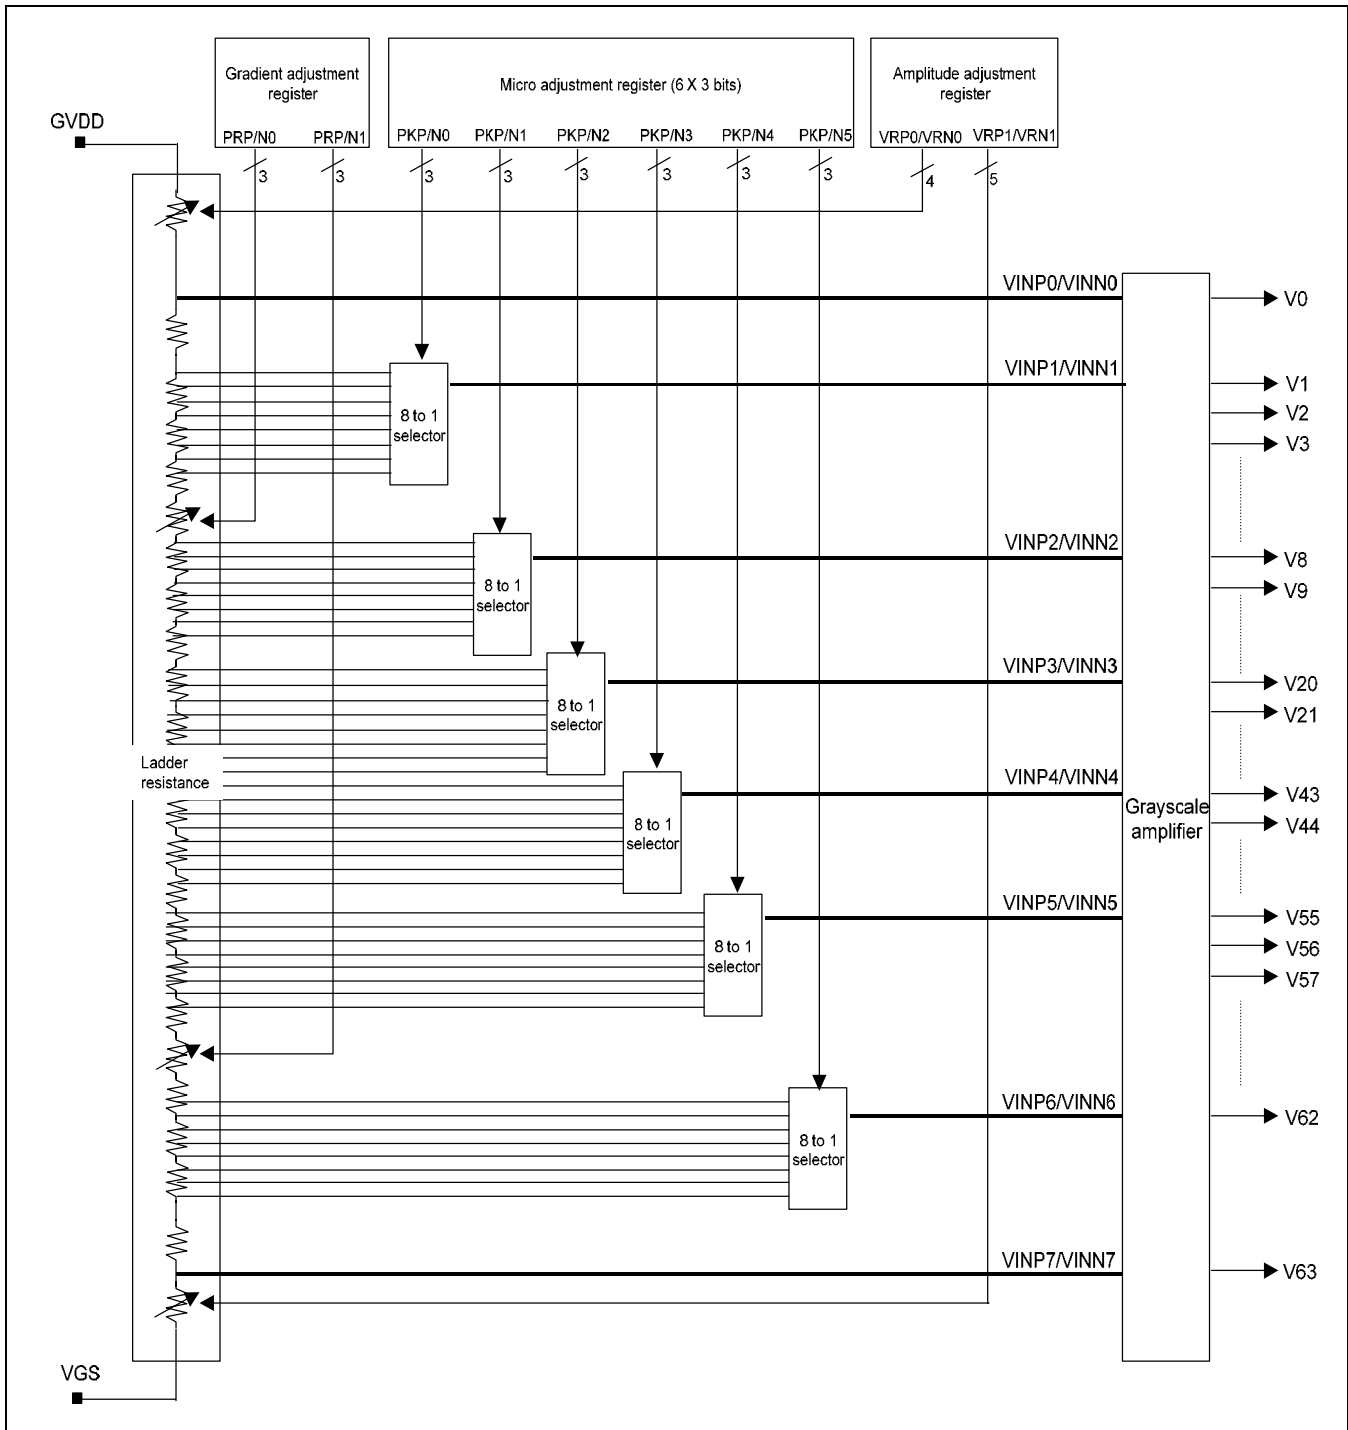 Gradient adjustment
register
PRP/N0 PRP/N1
Micro adjustment register (6 X 3 bits)
PKP/N0 PKP/N1 PKP/N2 PKP/N3 PKP/N4 PKP/N5
Amplitude adjustment
register
VRP0/VRN0 VRP1/VRN1
GVDD
3 3 3 3 3 3 3 3 4 5
VINP0/VINN0
V0
VINP1/VINN1
V1
8 to 1
selector
V2
V3
VINP2/VINN2
V8
8 to 1
selector
V9
VINP3/VINN3
V20
8 to 1
selector
V21
Ladder
resistance
VINP4/VINN4
V43
Grayscale
amplifier
8 to 1
selector
V44
VINP5/VINN5
V55
8 to 1
selector
V56
V57
VINP6/VINN6
V62
8 to 1
selector
VINP7/VINN7
V63
VGS